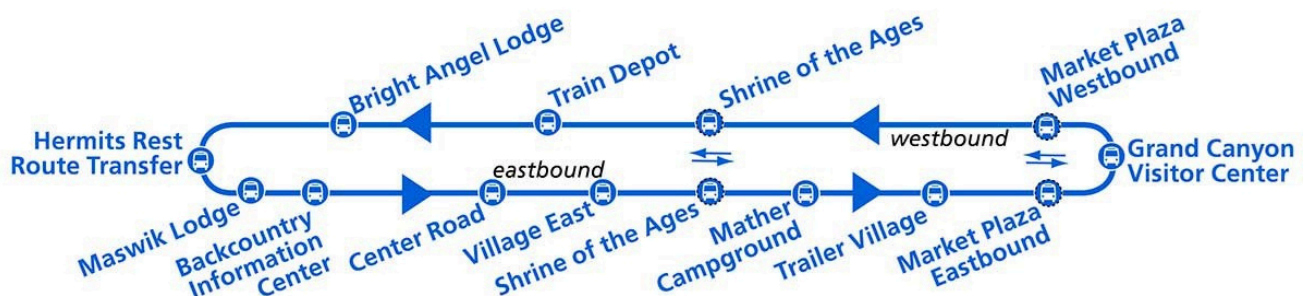 Bright Angel Lodge
Train Depot
Shrine of the Ages
Market Plaza
Westbound
Hermits Rest
Route Transfer
westbound
Grand Canyon
Visitor Center
eastbound
Maswik Lodge
Backcountry
Information
Center
Center Road
Village East
Shrine of the Ages
Mather
Campground
Trailer Village
Market Plaza
Eastbound